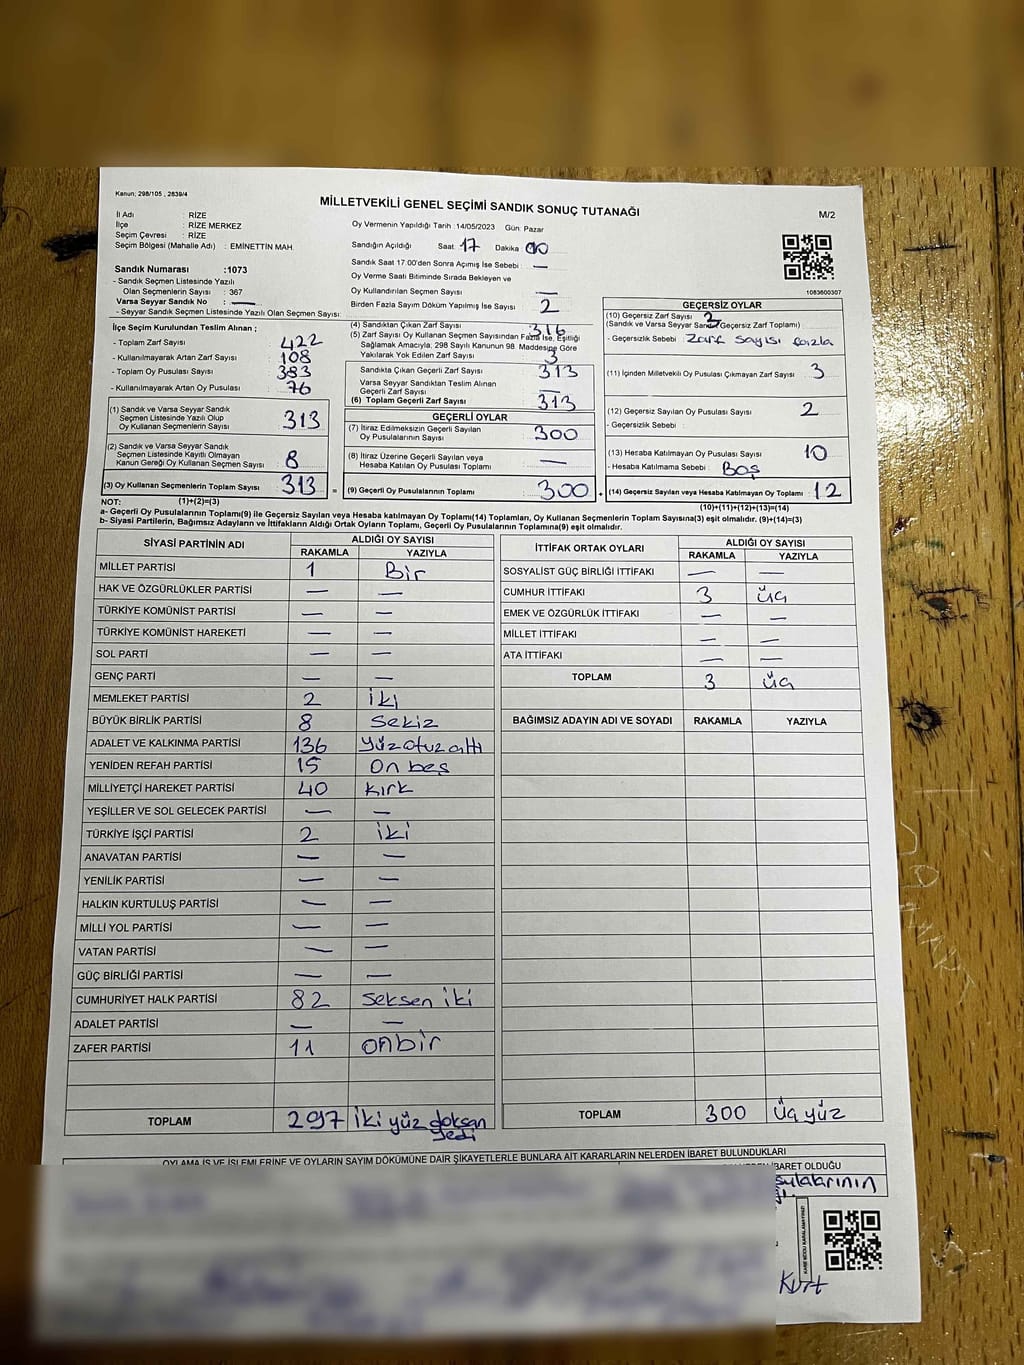 Kanun; 298/105 , 2839/4
MİLLETVEKİLİ GENEL SEÇİMİ SANDIK SONUÇ TUTANAĞI
M/2
İl Adı : RİZE
İlçe : RİZE MERKEZ
Seçim Çevresi : RİZE
Seçim Bölgesi (Mahalle Adı) : EMİNETTİN MAH.
Oy Vermenin Yapıldığı Tarih :14/05/2023 Gün: Pazar
Sandığın Açıldığı Saat: 17 Dakika: 00
Sandık Saat 17.00'den Sonra Açımış İse Sebebi : —
Oy Verme Saati Bitiminde Sırada Bekleyen ve
Oy Kullandırılan Seçmen Sayısı : —
Birden Fazla Sayım Döküm Yapılmış İse Sayısı : 2
1083600307
Sandık Numarası :1073
- Sandık Seçmen Listesinde Yazılı
Olan Seçmenlerin Sayısı : 367
Varsa Seyyar Sandık No : —
- Seyyar Sandık Seçmen Listesinde Yazılı Olan Seçmen Sayısı:
İlçe Seçim Kurulundan Teslim Alınan ;
- Toplam Zarf Sayısı : 422
- Kullanılmayarak Artan Zarf Sayısı : 108
- Toplam Oy Pusulası Sayısı : 383
- Kullanılmayarak Artan Oy Pusulası : 76
(1) Sandık ve Varsa Seyyar Sandık
Seçmen Listesinde Yazılı Olup
Oy Kullanan Seçmenlerin Sayısı : 313
(2) Sandık ve Varsa Seyyar Sandık
Seçmen Listesinde Kayıtlı Olmayan
Kanun Gereği Oy Kullanan Seçmen Sayısı : 8
(3) Oy Kullanan Seçmenlerin Toplam Sayısı : 313
(4) Sandıktan Çıkan Zarf Sayısı : 316
(5) Zarf Sayısı Oy Kullanan Seçmen Sayısından Fazla İse, Eşitliği
Sağlamak Amacıyla; 298 Sayılı Kanunun 98. Maddesine Göre
Yakılarak Yok Edilen Zarf Sayısı : 3
Sandıkta Çıkan Geçerli Zarf Sayısı : 313
Varsa Seyyar Sandıktan Teslim Alınan
Geçerli Zarf Sayısı : —
(6) Toplam Geçerli Zarf Sayısı : 313
GEÇERLİ OYLAR
(7) İtiraz Edilmeksizin Geçerli Sayılan
Oy Pusulalarının Sayısı : 300
(8) İtiraz Üzerine Geçerli Sayılan veya
Hesaba Katılan Oy Pusulası Toplamı : —
= (9) Geçerli Oy Pusulalarının Toplamı : 300
GEÇERSİZ OYLAR
(10) Geçersiz Zarf Sayısı : 3
(Sandık ve Varsa Seyyar Sandık Geçersiz Zarf Toplamı)
- Geçersizlik Sebebi : Zarf sayısı fazla
(11) İçinden Milletvekili Oy Pusulası Çıkmayan Zarf Sayısı : 3
(12) Geçersiz Sayılan Oy Pusulası Sayısı : 2
- Geçersizlik Sebebi :
(13) Hesaba Katılmayan Oy Pusulası Sayısı : 10
- Hesaba Katılmama Sebebi : Boş
+ (14) Geçersiz Sayılan veya Hesaba Katılmayan Oy Toplamı : 12
NOT: (1)+(2)=(3)
(10)+(11)+(12)+(13)=(14)
a- Geçerli Oy Pusulalarının Toplamı(9) ile Geçersiz Sayılan veya Hesaba Katılmayan Oy Toplamı(14) Toplamları, Oy Kullanan Seçmenlerin Toplam Sayısına(3) eşit olmalıdır. (9)+(14)=(3)
b- Siyasi Partilerin, Bağımsız Adayların ve İttifakların Aldığı Ortak Oyların Toplamı, Geçerli Oy Pusulalarının Toplamına(9) eşit olmalıdır.
SİYASİ PARTİNİN ADI ALDIĞI OY SAYISI
RAKAMLA YAZIYLA
MİLLET PARTİSİ 1 Bir
HAK VE ÖZGÜRLÜKLER PARTİSİ — —
TÜRKİYE KOMÜNİST PARTİSİ — —
TÜRKİYE KOMÜNİST HAREKETİ — —
SOL PARTİ — —
GENÇ PARTİ — —
MEMLEKET PARTİSİ 2 iki
BÜYÜK BİRLİK PARTİSİ 8 Sekiz
ADALET VE KALKINMA PARTİSİ 136 yüzotuzaltı
YENİDEN REFAH PARTİSİ 15 On beş
MİLLİYETÇİ HAREKET PARTİSİ 40 kırk
YEŞİLLER VE SOL GELECEK PARTİSİ — —
TÜRKİYE İŞÇİ PARTİSİ 2 iki
ANAVATAN PARTİSİ — —
YENİLİK PARTİSİ — —
HALKIN KURTULUŞ PARTİSİ — —
MİLLİ YOL PARTİSİ — —
VATAN PARTİSİ — —
GÜÇ BİRLİĞİ PARTİSİ — —
CUMHURİYET HALK PARTİSİ 82 seksen iki
ADALET PARTİSİ — —
ZAFER PARTİSİ 11 onbir
TOPLAM 297 İki yüz doksan
yedi
İTTİFAK ORTAK OYLARI ALDIĞI OY SAYISI
RAKAMLA YAZIYLA
SOSYALİST GÜÇ BİRLİĞİ İTTİFAKI — —
CUMHUR İTTİFAKI 3 üç
EMEK VE ÖZGÜRLÜK İTTİFAKI — —
MİLLET İTTİFAKI — —
ATA İTTİFAKI — —
TOPLAM 3 üç
BAĞIMSIZ ADAYIN ADI VE SOYADI RAKAMLA YAZIYLA
TOPLAM 300 Üç yüz
OYLAMA İŞ VE İŞLEMLERİNE VE OYLARIN SAYIM DÖKÜMÜNE DAİR ŞİKAYETLERLE BUNLARA AİT KARARLARIN NELERDEN İBARET BULUNDUKLARI
İBARET OLDUĞU
sulalarının
Kurt